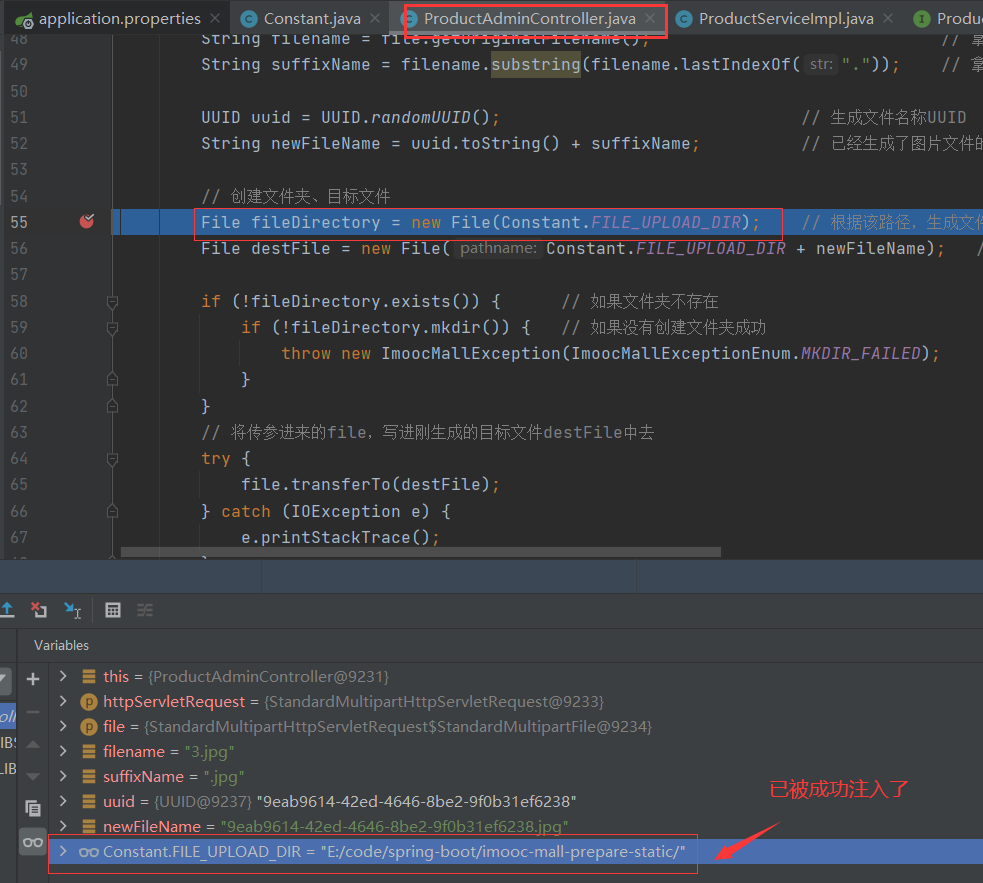 application.properties Constant.java ProductAdminController.java ProductServiceImpl.java
48 String filename = file.getOriginalFilename(); //
49 String suffixName = filename.substring(filename.lastIndexOf( str: ".")); //
50
51 UUID uuid = UUID.randomUUID(); // 生成文件名称UUID
52 String newFileName = uuid.toString() + suffixName; // 已经生成了图片文件的
53
54 // 创建文件夹、目标文件
55 File fileDirectory = new File(Constant.FILE_UPLOAD_DIR); // 根据该路径，生成文件
56 File destFile = new File( pathname: Constant.FILE_UPLOAD_DIR + newFileName); /
57
58 if (!fileDirectory.exists()) { // 如果文件夹不存在
59 if (!fileDirectory.mkdir()) { // 如果没有创建文件夹成功
60 throw new ImoocMallException(ImoocMallExceptionEnum.MKDIR_FAILED);
61 }
62 }
63 // 将传参进来的file，写进刚生成的目标文件destFile中去
64 try {
65 file.transferTo(destFile);
66 } catch (IOException e) {
67 e.printStackTrace();
Variables
this = {ProductAdminController@9231}
httpServletRequest = {StandardMultipartHttpServletRequest@9233}
file = {StandardMultipartHttpServletRequest$StandardMultipartFile@9234}
filename = "3.jpg"
suffixName = ".jpg"
uuid = {UUID@9237} "9eab9614-42ed-4646-8be2-9f0b31ef6238"
newFileName = "9eab9614-42ed-4646-8be2-9f0b31ef6238.jpg"
Constant.FILE_UPLOAD_DIR = "E:/code/spring-boot/imooc-mall-prepare-static/"
已被成功注入了